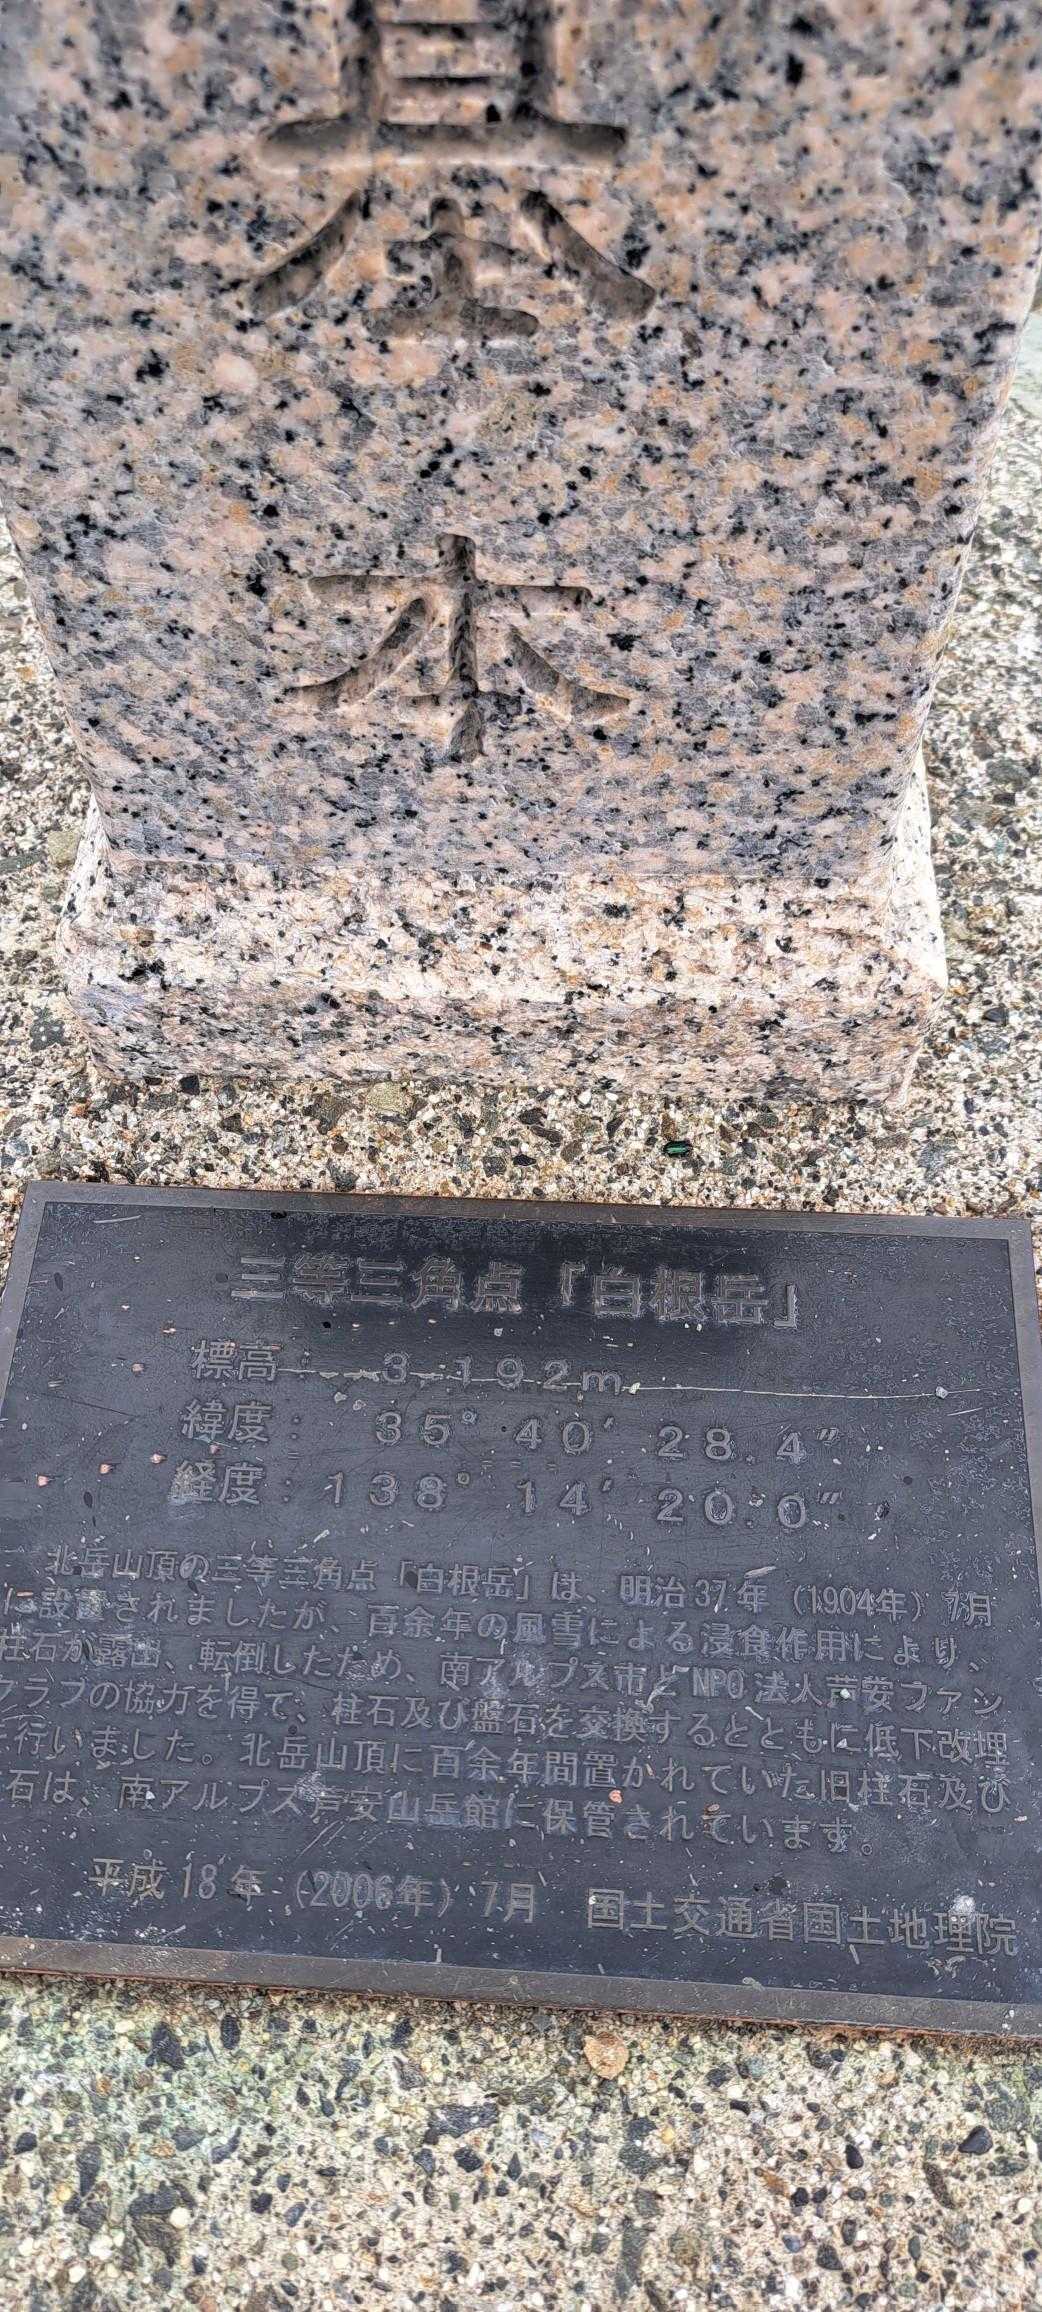 本
三等三角点「白根岳」
標高: 3,192m
緯度: 35°40′28.4″
経度:138°14′20.0″
北岳山頂の三等三角点「白根岳」は、明治37年(1904年)7月
に設置されましたが、百余年の風雪による浸食作用により、
柱石が露出、転倒したため、南アルプス市とNPO法人芦安ファン
クラブの協力を得て、柱石及び盤石を交換するとともに低下改埋
を行いました。北岳山頂に百余年間置かれていた旧柱石及び
石は、南アルプス芦安山岳館に保管されています。
平成18年(2006年)7月 国土交通省国土地理院